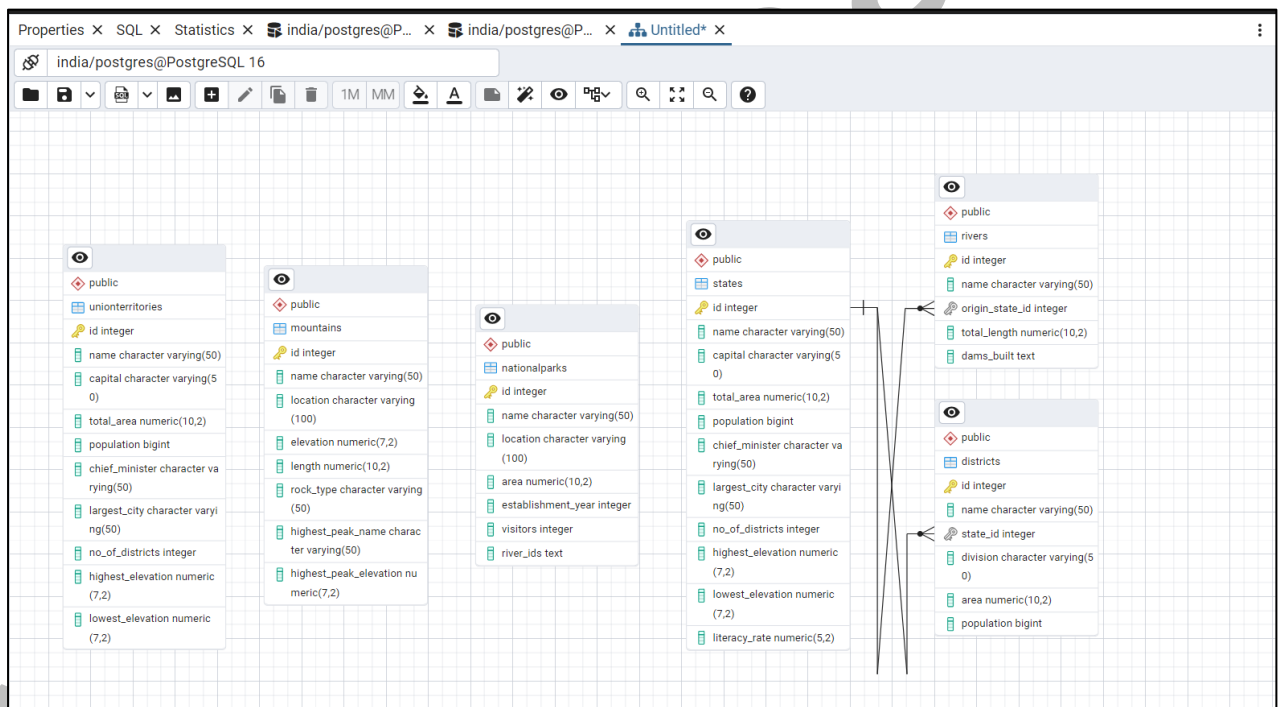 Properties SQL Statistics india/postgres@P... india/postgres@P... Untitled*
india/postgres@PostgreSQL 16
SQL 1M MM A
public
unionterritories
id integer
name character varying(50)
capital character varying(5
0)
total_area numeric(10,2)
population bigint
chief_minister character va
rying(50)
largest_city character varyi
ng(50)
no_of_districts integer
highest_elevation numeric
(7,2)
lowest_elevation numeric
(7,2)
public
mountains
id integer
name character varying(50)
location character varying
(100)
elevation numeric(7,2)
length numeric(10,2)
rock_type character varying
(50)
highest_peak_name charac
ter varying(50)
highest_peak_elevation nu
meric(7,2)
public
nationalparks
id integer
name character varying(50)
location character varying
(100)
area numeric(10,2)
establishment_year integer
visitors integer
river_ids text
public
states
id integer
name character varying(50)
capital character varying(5
0)
total_area numeric(10,2)
population bigint
chief_minister character va
rying(50)
largest_city character varyi
ng(50)
no_of_districts integer
highest_elevation numeric
(7,2)
lowest_elevation numeric
(7,2)
literacy_rate numeric(5,2)
public
rivers
id integer
name character varying(50)
origin_state_id integer
total_length numeric(10,2)
dams_built text
public
districts
id integer
name character varying(50)
state_id integer
division character varying(5
0)
area numeric(10,2)
population bigint